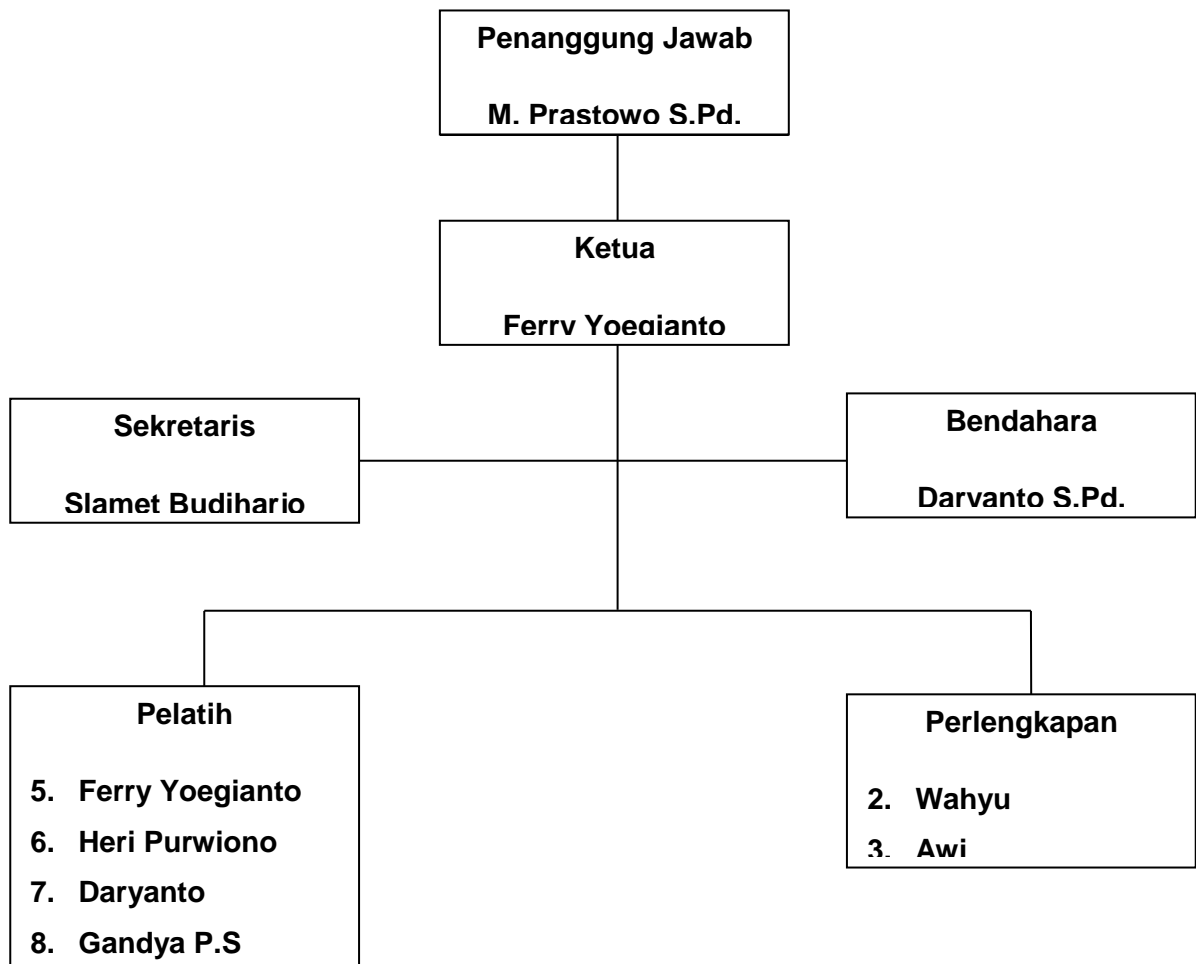 Penanggung Jawab
M. Prastowo S.Pd.
Ketua
Ferry Yoegianto
Sekretaris
Slamet Budiharjo
Bendahara
Daryanto S.Pd.
Pelatih
5. Ferry Yoegianto
6. Heri Purwiono
7. Daryanto
8. Gandya P.S
Perlengkapan
2. Wahyu
3. Awi